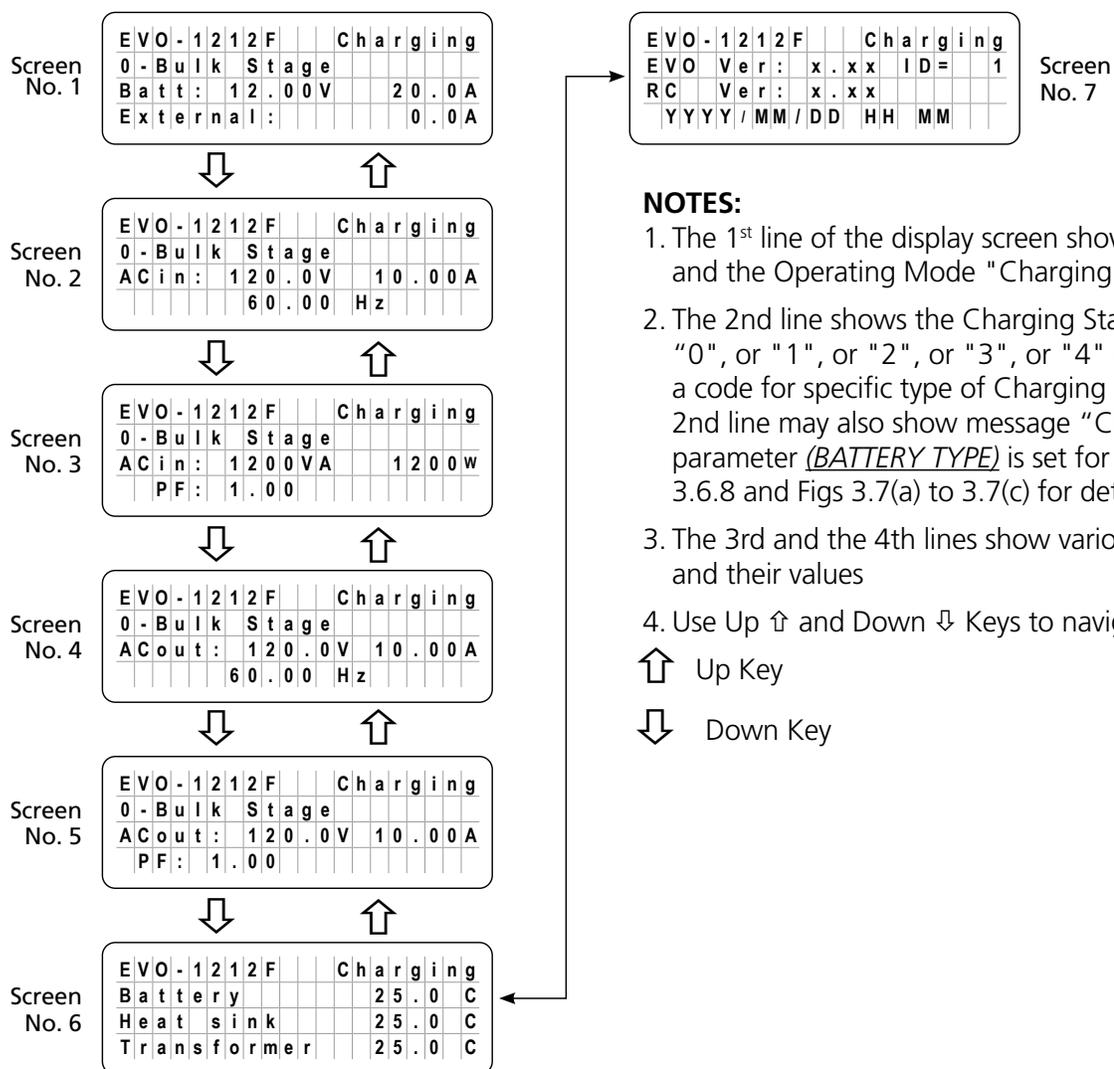 Screen No. 1
EVO-1212F Charging
0-Bulk Stage
Batt: 12.00V 20.0A
External: 0.0A
Screen No. 2
EVO-1212F Charging
0-Bulk Stage
ACin: 120.0V 10.00A
60.00 Hz
Screen No. 3
EVO-1212F Charging
0-Bulk Stage
ACin: 1200VA 1200W
PF: 1.00
Screen No. 4
EVO-1212F Charging
0-Bulk Stage
ACout: 120.0V 10.00A
60.00 Hz
Screen No. 5
EVO-1212F Charging
0-Bulk Stage
ACout: 120.0V 10.00A
PF: 1.00
Screen No. 6
EVO-1212F Charging
Battery 25.0 C
Heat sink 25.0 C
Transformer 25.0 C
EVO-1212F Charging
EVO Ver: x.xx ID= 1
RC Ver: x.xx
YYYY/MM/DD HH MM
Screen No. 7
NOTES:
1. The 1st line of the display screen
and the Operating Mode "Charging
2. The 2nd line shows the Charging
“0", or "1", or "2", or "3", or "4"
a code for specific type of Charging
2nd line may also show message
parameter (BATTERY TYPE) is set for
3.6.8 and Figs 3.7(a) to 3.7(c) for
3. The 3rd and the 4th lines show
and their values
4. Use Up ⇧ and Down ⇩ Keys to
⇧ Up Key
⇩ Down Key